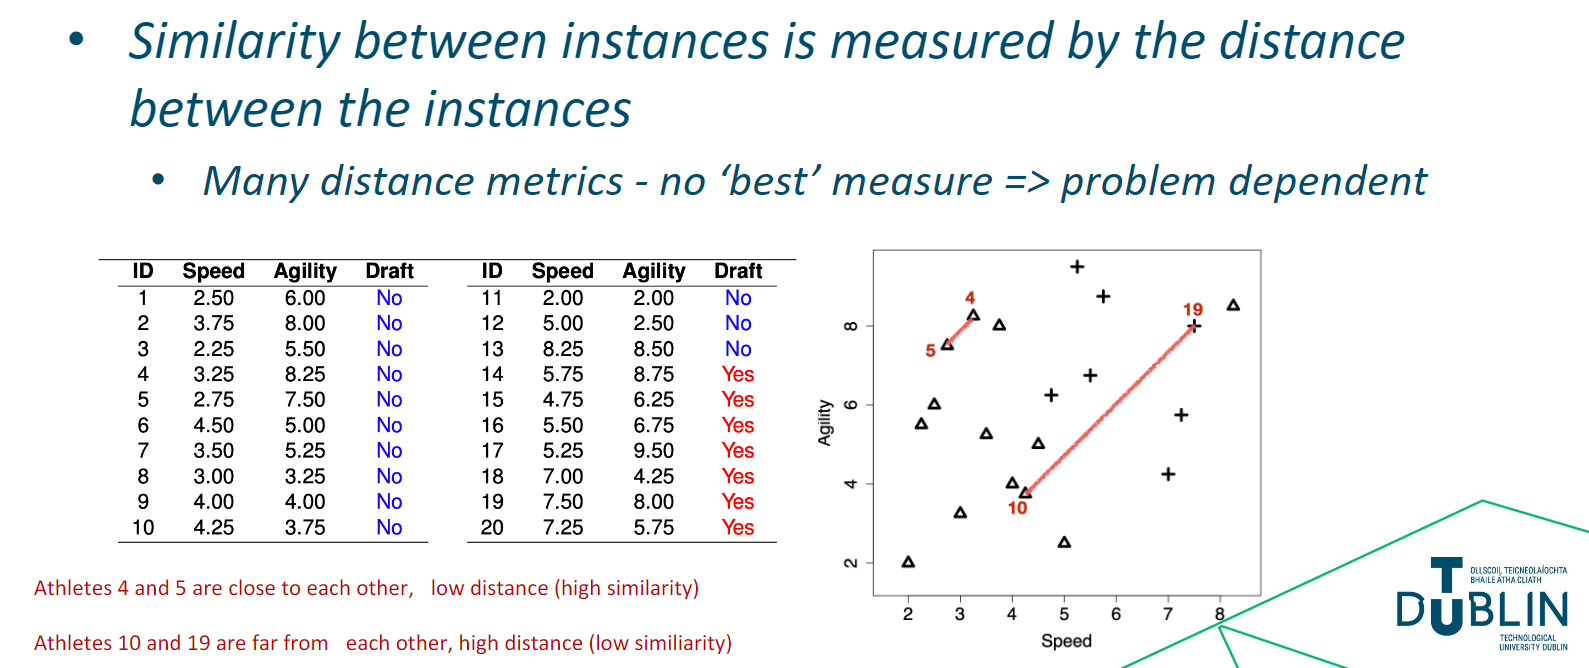 • Similarity between instances is measured by the distance
between the instances
• Many distance metrics - no ‘best’ measure => problem dependent
ID Speed Agility Draft
1 2.50 6.00 No
2 3.75 8.00 No
3 2.25 5.50 No
4 3.25 8.25 No
5 2.75 7.50 No
6 4.50 5.00 No
7 3.50 5.25 No
8 3.00 3.25 No
9 4.00 4.00 No
10 4.25 3.75 No
ID Speed Agility Draft
11 2.00 2.00 No
12 5.00 2.50 No
13 8.25 8.50 No
14 5.75 8.75 Yes
15 4.75 6.25 Yes
16 5.50 6.75 Yes
17 5.25 9.50 Yes
18 7.00 4.25 Yes
19 7.50 8.00 Yes
20 7.25 5.75 Yes
4
19
5
10
Agility
8
6
4
2
2 3 4 5 6 7 8
Speed
Athletes 4 and 5 are close to each other, low distance (high similarity)
Athletes 10 and 19 are far from each other, high distance (low similiarity)
OLLSCOIL TEICNEOLAÍOCHTA
BHAILE ÁTHA CLIATH
TU DUBLIN
TECHNOLOGICAL
UNIVERSITY DUBLIN